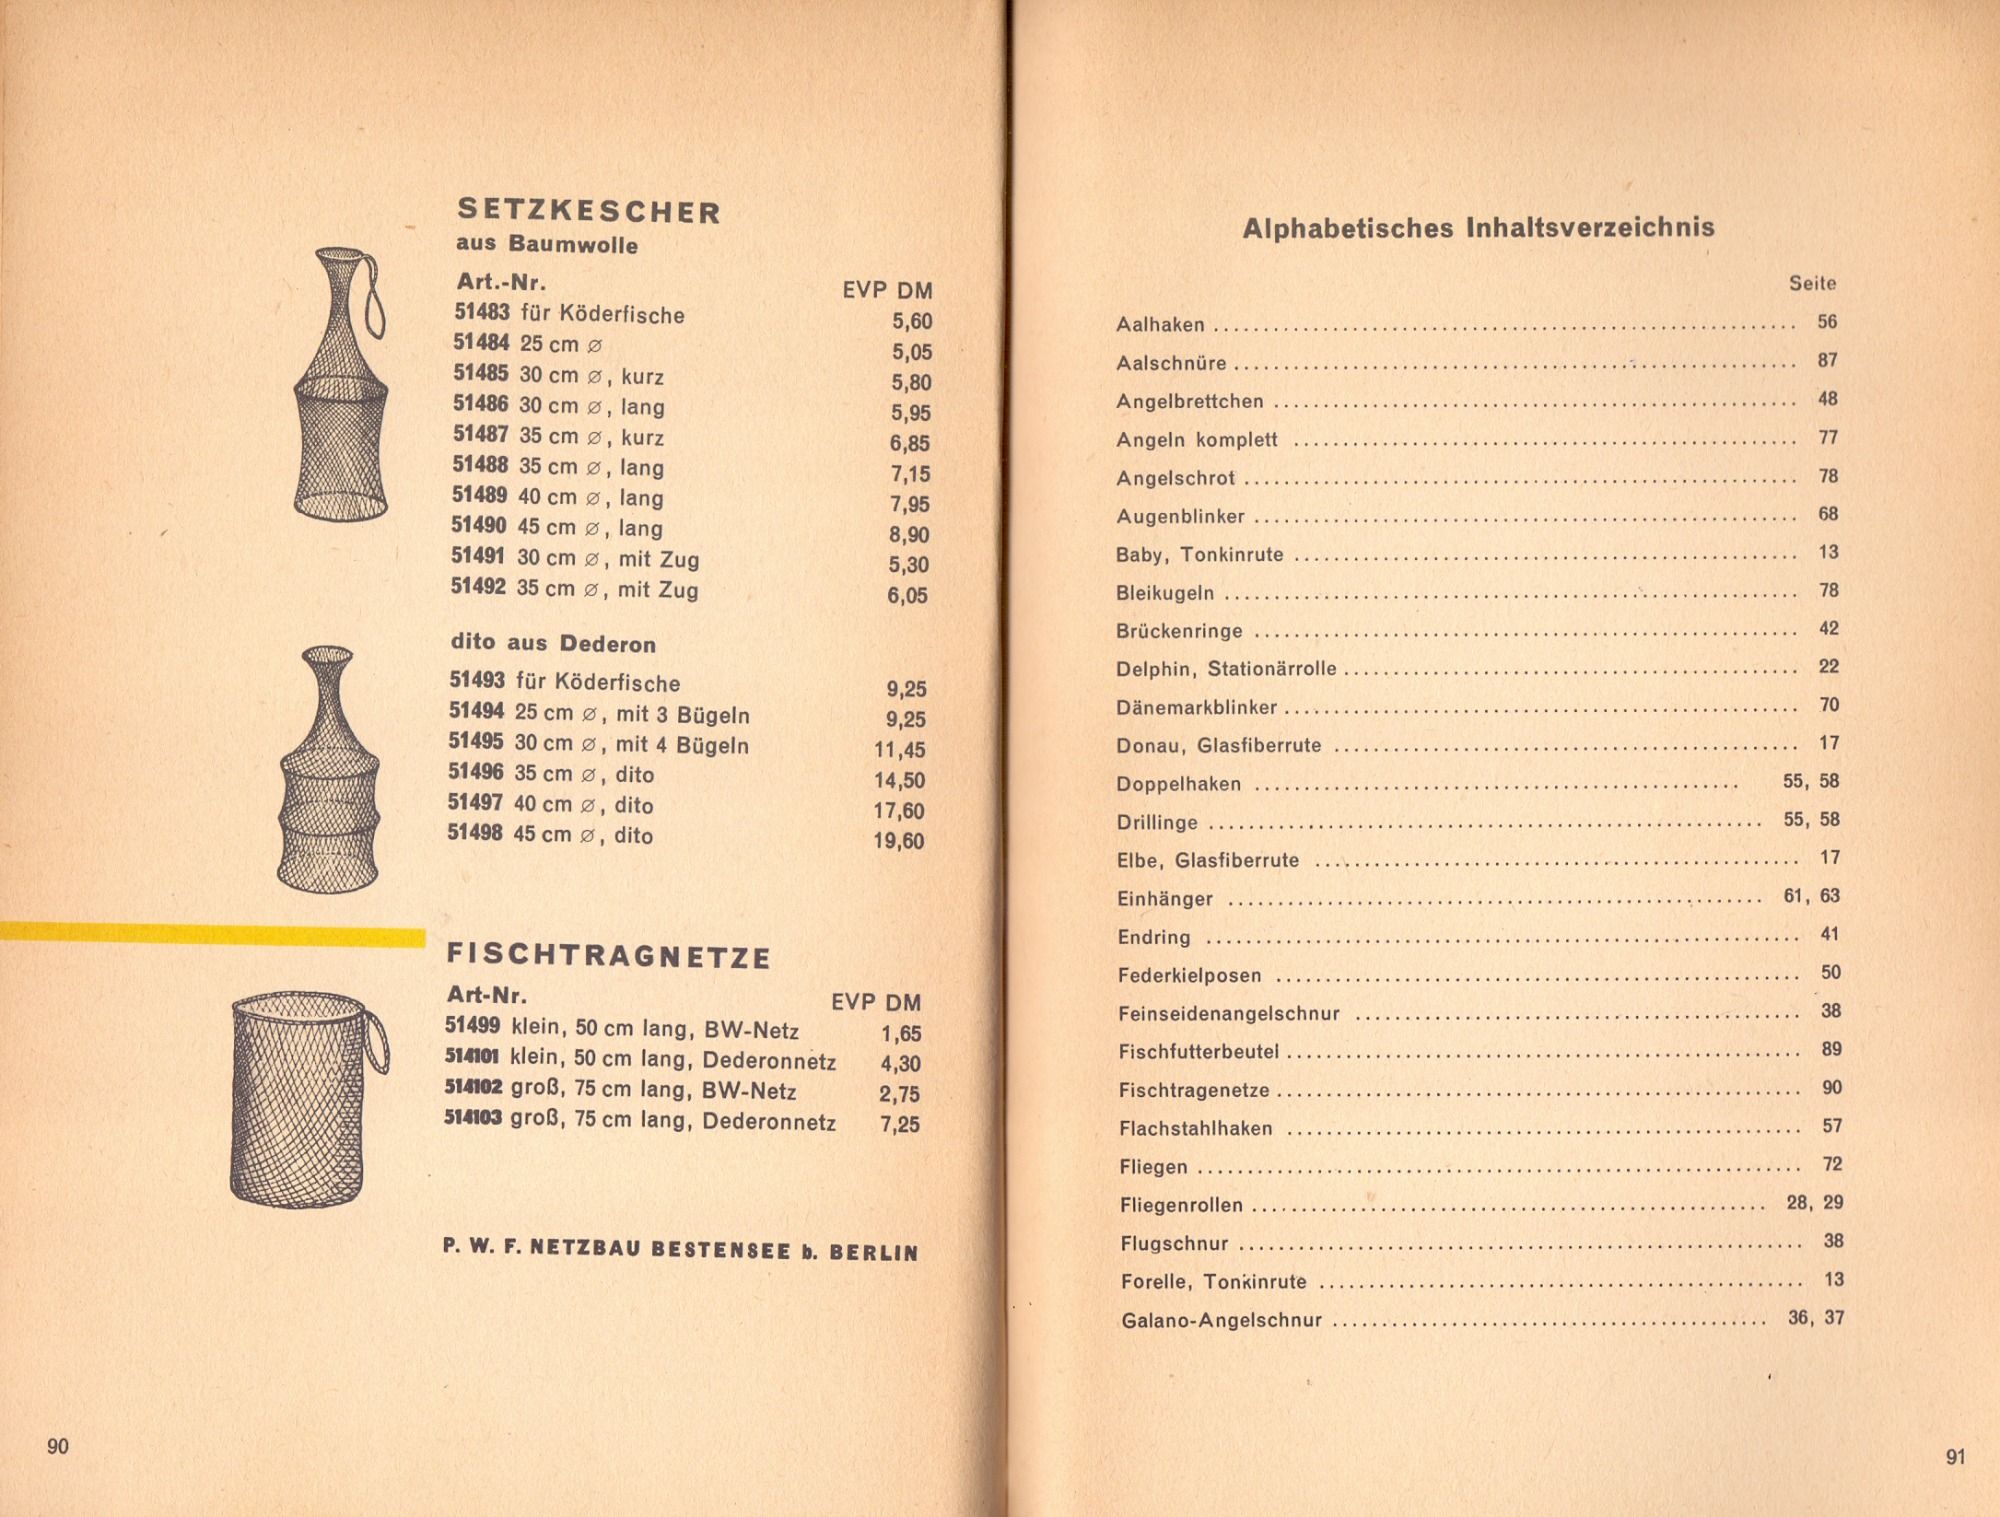 SETZKESCHER
aus Baumwolle
Art.-Nr. EVP DM
51483 für Köderfische 5,60
51484 25 cm ⌀ 5,05
51485 30 cm ⌀, kurz 5,80
51486 30 cm ⌀, lang 5,95
51487 35 cm ⌀, kurz 6,85
51488 35 cm ⌀, lang 7,15
51489 40 cm ⌀, lang 7,95
51490 45 cm ⌀, lang 8,90
51491 30 cm ⌀, mit Zug 5,30
51492 35 cm ⌀, mit Zug 6,05
dito aus Dederon
51493 für Köderfische 9,25
51494 25 cm ⌀, mit 3 Bügeln 9,25
51495 30 cm ⌀, mit 4 Bügeln 11,45
51496 35 cm ⌀, dito 14,50
51497 40 cm ⌀, dito 17,60
51498 45 cm ⌀, dito 19,60
FISCHTRAGNETZE
Art-Nr. EVP DM
51499 klein, 50 cm lang, BW-Netz 1,65
514101 klein, 50 cm lang, Dederonnetz 4,30
514102 groß, 75 cm lang, BW-Netz 2,75
514103 groß, 75 cm lang, Dederonnetz 7,25
P. W. F. NETZBAU BESTENSEE b. BERLIN
90
Alphabetisches Inhaltsverzeichnis
Seite
Aalhaken 56
Aalschnüre 87
Angelbrettchen 48
Angeln komplett 77
Angelschrot 78
Augenblinker 68
Baby, Tonkinrute 13
Bleikugeln 78
Brückenringe 42
Delphin, Stationärrolle 22
Dänemarkblinker 70
Donau, Glasfiberrute 17
Doppelhaken 55, 58
Drillinge 55, 58
Elbe, Glasfiberrute 17
Einhänger 61, 63
Endring 41
Federkielposen 50
Feinseidenangelschnur 38
Fischfutterbeutel 89
Fischtragenetze 90
Flachstahlhaken 57
Fliegen 72
Fliegenrollen 28, 29
Flugschnur 38
Forelle, Tonkinrute 13
Galano-Angelschnur 36, 37
91